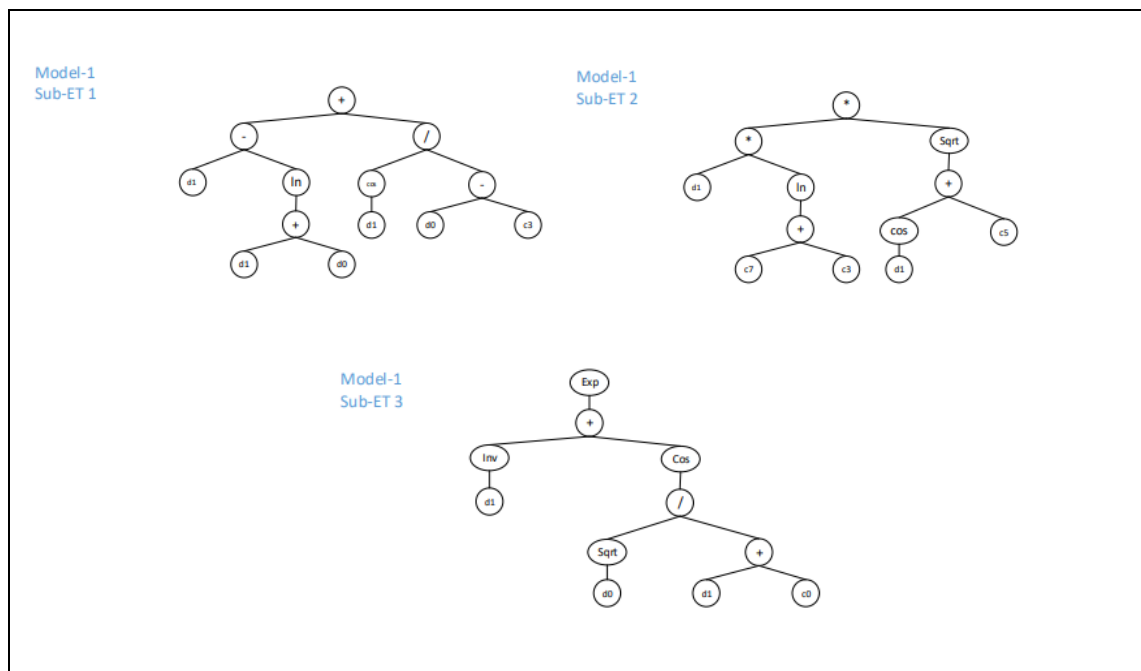 Model-1
Sub-ET 1
+
- /
d1 ln cos -
+ d1 d0 c3
d1 d0
Model-1
Sub-ET 2
*
* Sqrt
d1 ln +
+ cos c5
c7 c3 d1
Model-1
Sub-ET 3
Exp
+
Inv Cos
d1 /
Sqrt +
d0 d1 c0